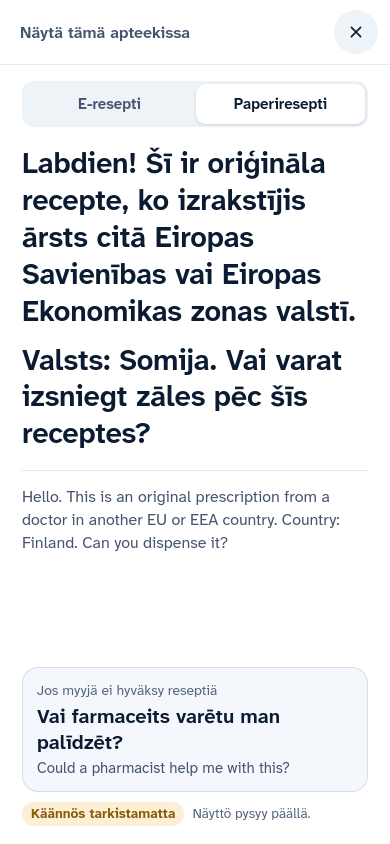 Näytä tämä apteekissa
E-resepti
Paperiresepti
Labdien! Šī ir oriģināla
recepte, ko izrakstījis
ārsts citā Eiropas
Savienības vai Eiropas
Ekonomikas zonas valstī.
Valsts: Somija. Vai varat
izsniegt zāles pēc šīs
receptes?
Hello. This is an original prescription from a
doctor in another EU or EEA country. Country:
Finland. Can you dispense it?
Jos myyjä ei hyväksy reseptiä
Vai farmaceits varētu man
palīdzēt?
Could a pharmacist help me with this?
Käännös tarkistamatta
Näyttö pysyy päällä.